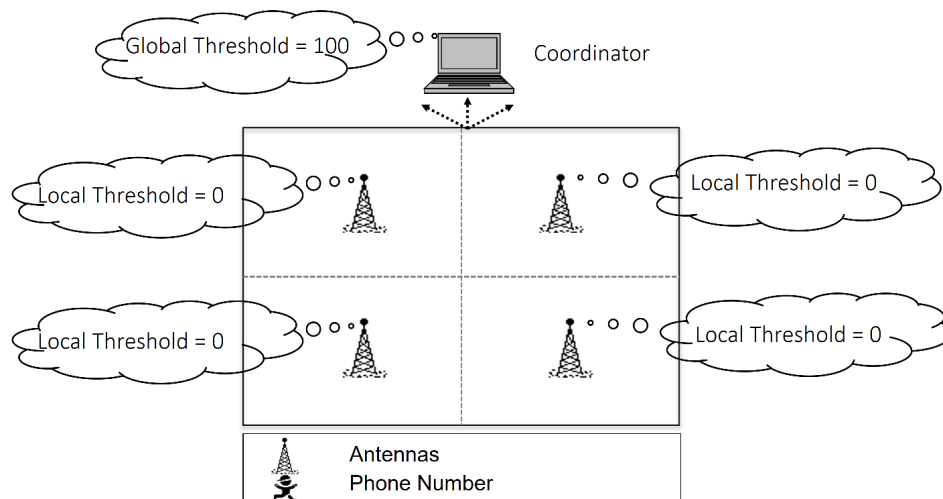 Global Threshold = 100
Coordinator
Local Threshold = 0
Local Threshold = 0
Local Threshold = 0
Local Threshold = 0
Antennas
Phone Number